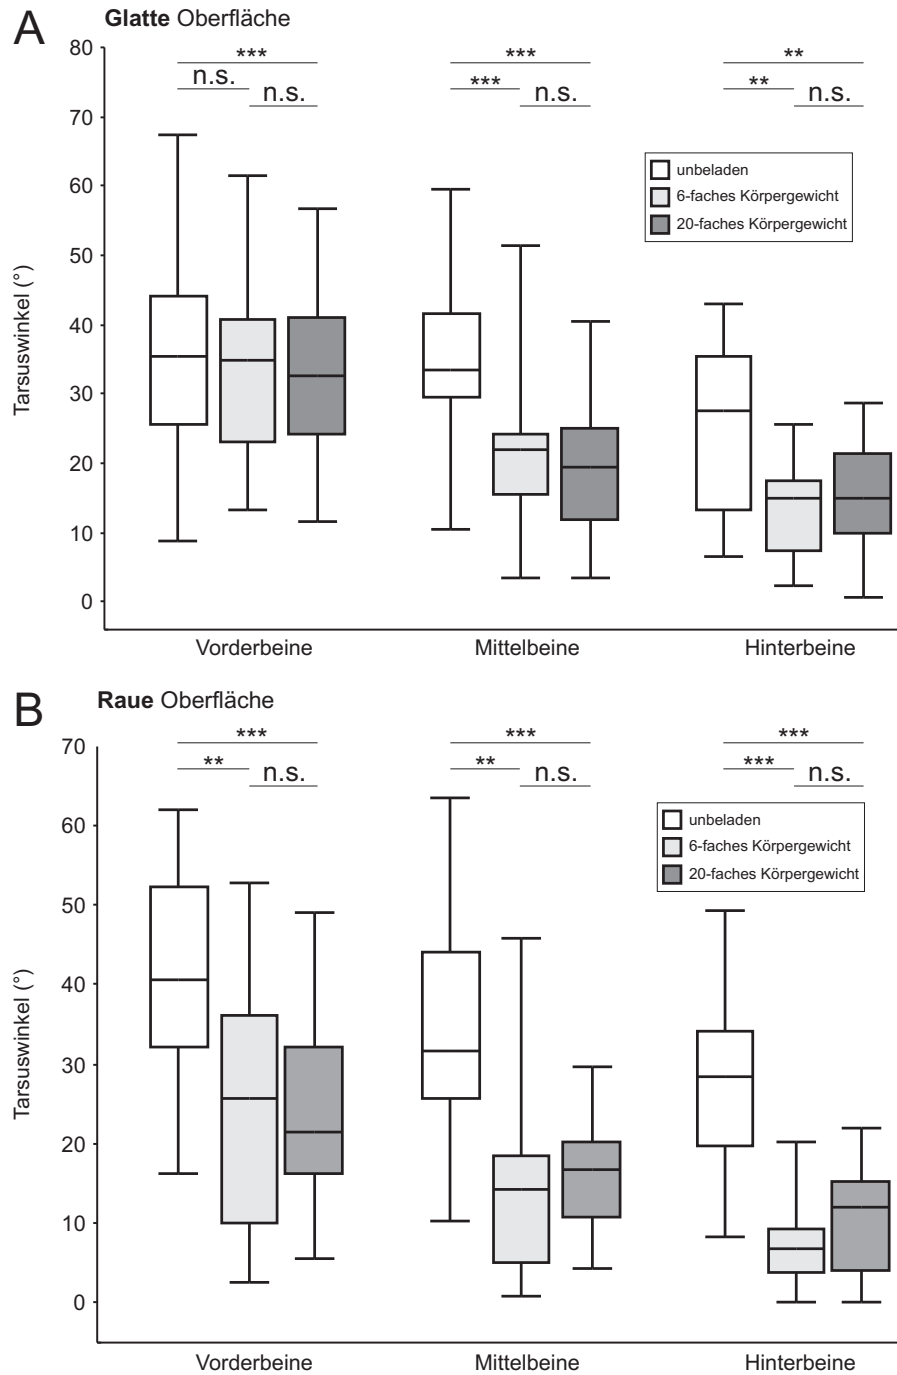 A
Glatte Oberfläche
80
70
60
50
40
30
20
10
0
Tarsuswinkel (°)
***
n.s.
n.s.
***
***
n.s.
**
**
n.s.
unbeladen
6-faches Körpergewicht
20-faches Körpergewicht
Vorderbeine
Mittelbeine
Hinterbeine
B
Raue Oberfläche
70
60
50
40
30
20
10
0
Tarsuswinkel (°)
***
**
n.s.
***
**
n.s.
***
***
n.s.
unbeladen
6-faches Körpergewicht
20-faches Körpergewicht
Vorderbeine
Mittelbeine
Hinterbeine